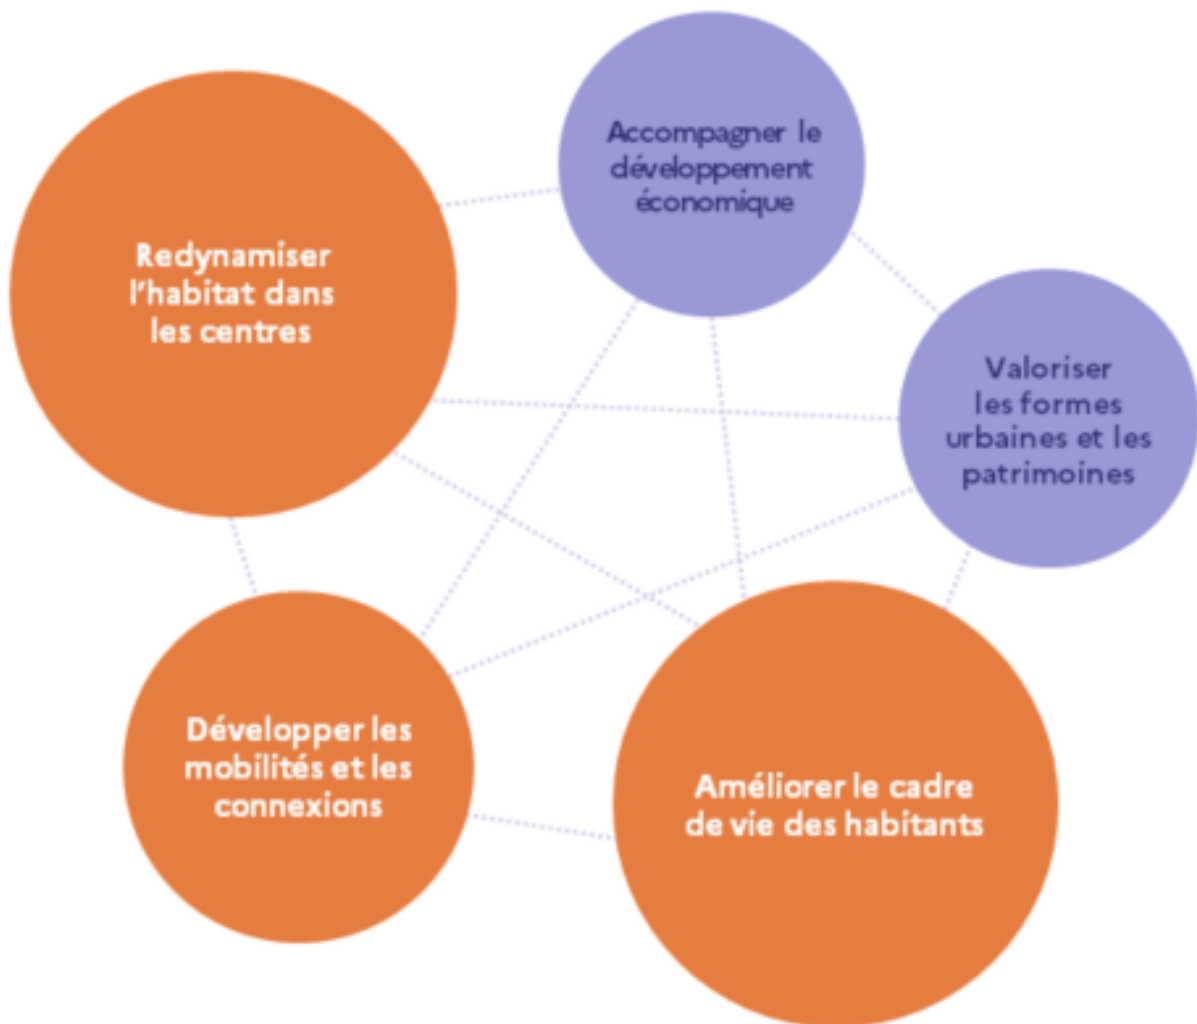 Accompagner le
développement
économique
Redynamiser
l'habitat dans
les centres
Valoriser
les formes
urbaines et les
patrimoines
Développer les
mobilités et les
connexions
Améliorer le cadre
de vie des habitants